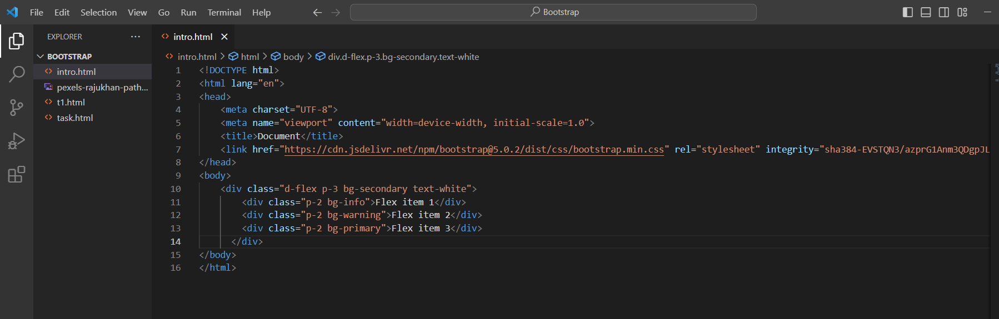 File Edit Selection View Go Run Terminal Help Bootstrap
EXPLORER ...
intro.html
BOOTSTRAP
intro.html
pexels-rajukhan-path...
t1.html
task.html
intro.html > html > body > div.d-flex.p-3.bg-secondary.text-white
1 <!DOCTYPE html>
2 <html lang="en">
3 <head>
4 <meta charset="UTF-8">
5 <meta name="viewport" content="width=device-width, initial-scale=1.0">
6 <title>Document</title>
7 <link href="https://cdn.jsdelivr.net/npm/bootstrap@5.0.2/dist/css/bootstrap.min.css" rel="stylesheet" integrity="sha384-EVSTQN3/azprG1Anm3QDgpJL
8 </head>
9 <body>
10 <div class="d-flex p-3 bg-secondary text-white">
11 <div class="p-2 bg-info">Flex item 1</div>
12 <div class="p-2 bg-warning">Flex item 2</div>
13 <div class="p-2 bg-primary">Flex item 3</div>
14 </div>
15 </body>
16 </html>